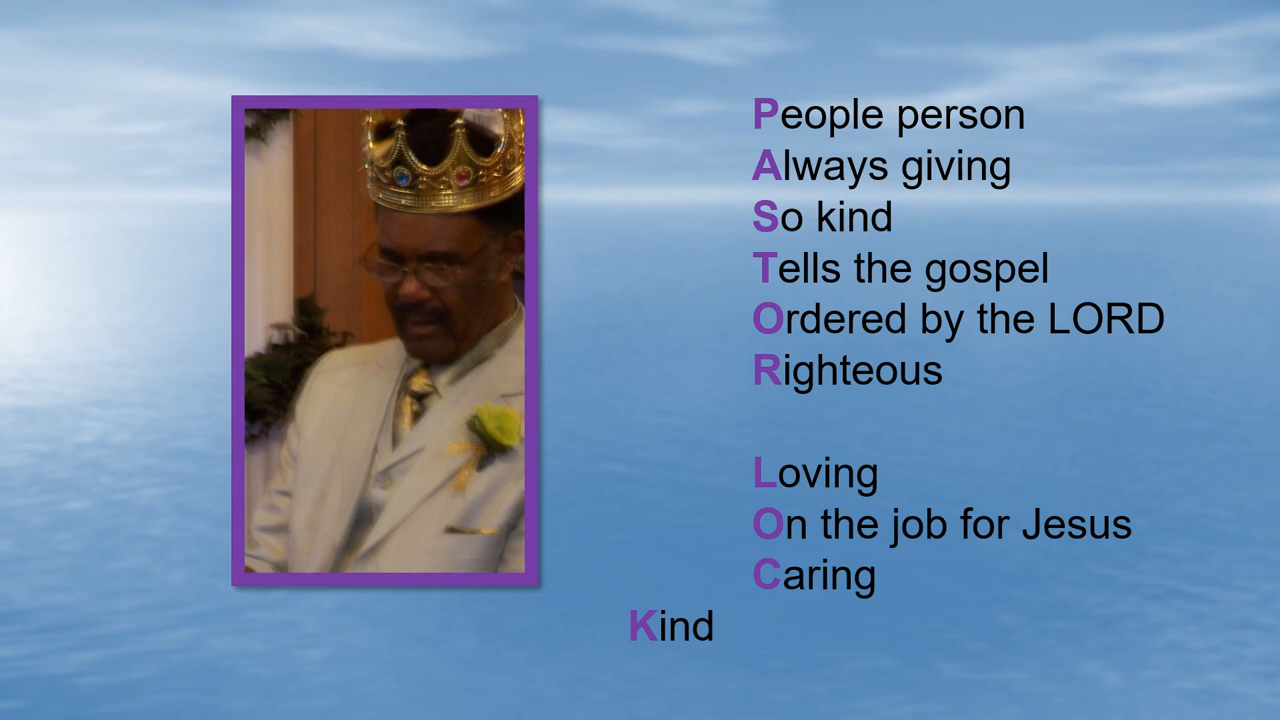 People person
Always giving
So kind
Tells the gospel
Ordered by the LORD
Righteous
Loving
On the job for Jesus
Caring
Kind